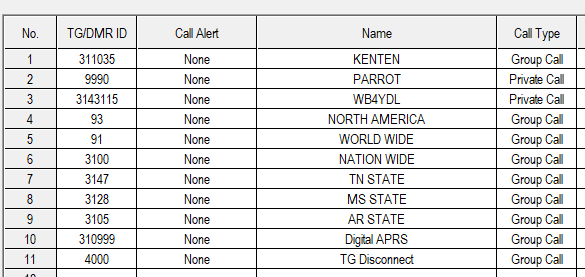 No. TG/DMR ID Call Alert Name Call Type
1 311035 None KENTEN Group Call
2 9990 None PARROT Private Call
3 3143115 None WB4YDL Private Call
4 93 None NORTH AMERICA Group Call
5 91 None WORLD WIDE Group Call
6 3100 None NATION WIDE Group Call
7 3147 None TN STATE Group Call
8 3128 None MS STATE Group Call
9 3105 None AR STATE Group Call
10 310999 None Digital APRS Group Call
11 4000 None TG Disconnect Group Call